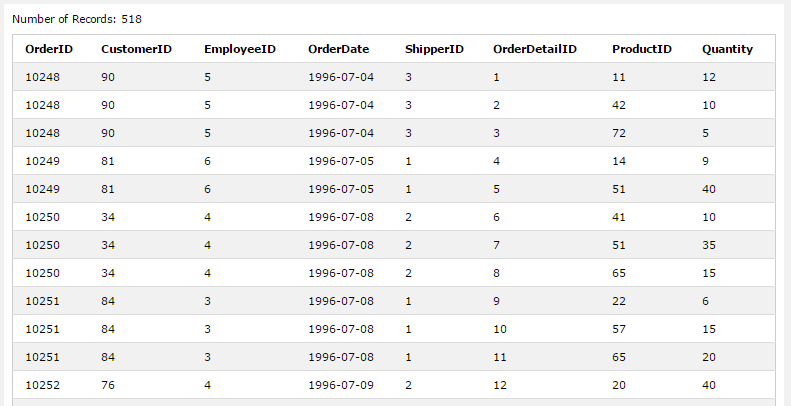 Number of Records: 518
OrderID CustomerID EmployeeID OrderDate ShipperID OrderDetailID ProductID Quantity
10248 90 5 1996-07-04 3 1 11 12
10248 90 5 1996-07-04 3 2 42 10
10248 90 5 1996-07-04 3 3 72 5
10249 81 6 1996-07-05 1 4 14 9
10249 81 6 1996-07-05 1 5 51 40
10250 34 4 1996-07-08 2 6 41 10
10250 34 4 1996-07-08 2 7 51 35
10250 34 4 1996-07-08 2 8 65 15
10251 84 3 1996-07-08 1 9 22 6
10251 84 3 1996-07-08 1 10 57 15
10251 84 3 1996-07-08 1 11 65 20
10252 76 4 1996-07-09 2 12 20 40